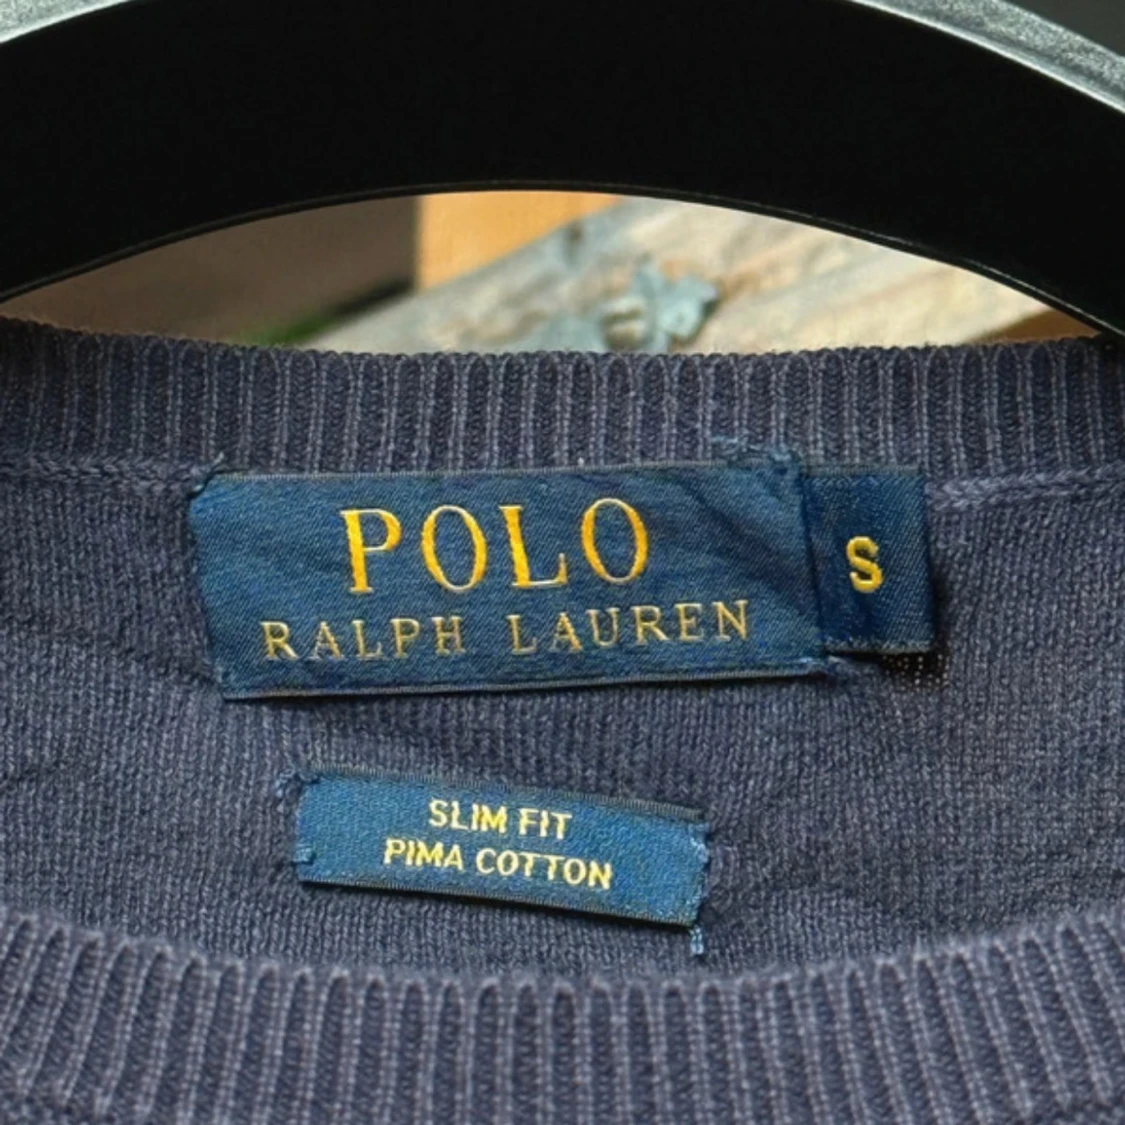 POLO
RALPH LAUREN
S
SLIM FIT
PIMA COTTON